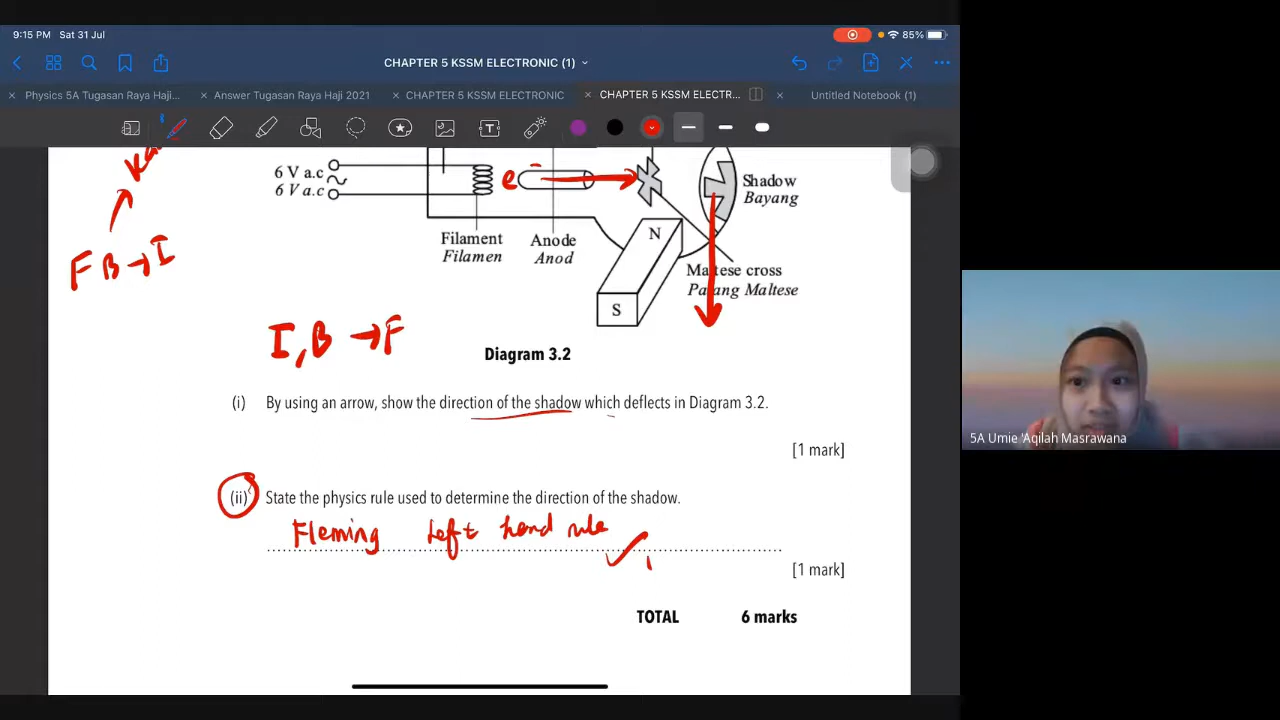 9:15 PM Sat 31 Jul
85%
CHAPTER 5 KSSM ELECTRONIC (1)
Physics 5A Tugasan Raya Haji...
Answer Tugasan Raya Haji 2021
CHAPTER 5 KSSM ELECTRONIC
CHAPTER 5 KSSM ELECTR...
Untitled Notebook (1)
6 V a.c
6 V a.c
e-
Shadow
Bayang
Filament
Filamen
Anode
Anod
N
S
Maltese cross
Palang Maltese
F B → I
I, B → F
Diagram 3.2
(i) By using an arrow, show the direction of the shadow which deflects in Diagram 3.2.
[1 mark]
(ii) State the physics rule used to determine the direction of the shadow.
Fleming Left hand rule
[1 mark]
TOTAL 6 marks
5A Umie 'Aqilah Masrawana